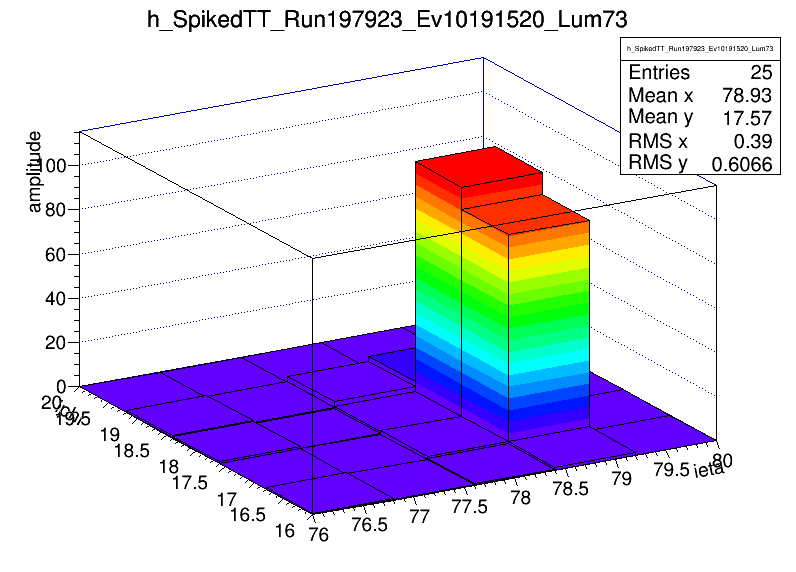 h_SpikedTT_Run197923_Ev10191520_Lum73
h_SpikedTT_Run197923_Ev10191520_Lum73
Entries 25
Mean x 78.93
Mean y 17.57
RMS x 0.39
RMS y 0.6066
amplitude
100
80
60
40
20
0
20
19.5
19
18.5
18
17.5
17
16.5
16
76
76.5
77
77.5
78
78.5
79
79.5
80
ieta